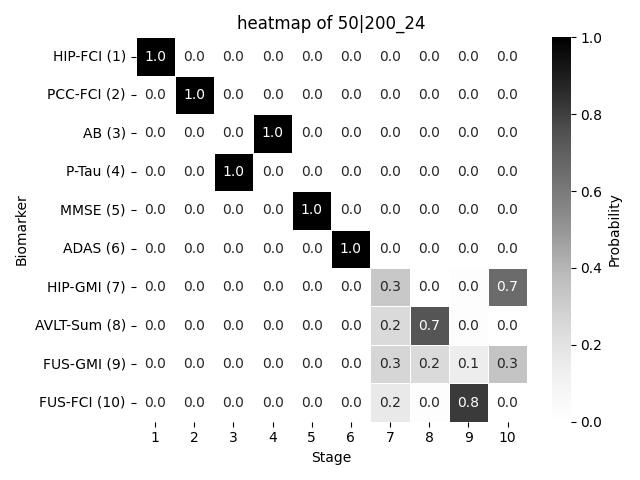 heatmap of 50|200_24
HIP-FCI (1) 1.0 0.0 0.0 0.0 0.0 0.0 0.0 0.0 0.0 0.0
PCC-FCI (2) 0.0 1.0 0.0 0.0 0.0 0.0 0.0 0.0 0.0 0.0
AB (3) 0.0 0.0 0.0 1.0 0.0 0.0 0.0 0.0 0.0 0.0
P-Tau (4) 0.0 0.0 1.0 0.0 0.0 0.0 0.0 0.0 0.0 0.0
MMSE (5) 0.0 0.0 0.0 0.0 1.0 0.0 0.0 0.0 0.0 0.0
ADAS (6) 0.0 0.0 0.0 0.0 0.0 1.0 0.0 0.0 0.0 0.0
HIP-GMI (7) 0.0 0.0 0.0 0.0 0.0 0.0 0.3 0.0 0.0 0.7
AVLT-Sum (8) 0.0 0.0 0.0 0.0 0.0 0.0 0.2 0.7 0.0 0.0
FUS-GMI (9) 0.0 0.0 0.0 0.0 0.0 0.0 0.3 0.2 0.1 0.3
FUS-FCI (10) 0.0 0.0 0.0 0.0 0.0 0.0 0.2 0.0 0.8 0.0
1 2 3 4 5 6 7 8 9 10
Stage
Biomarker
1.0
0.8
0.6
0.4
0.2
0.0
Probability